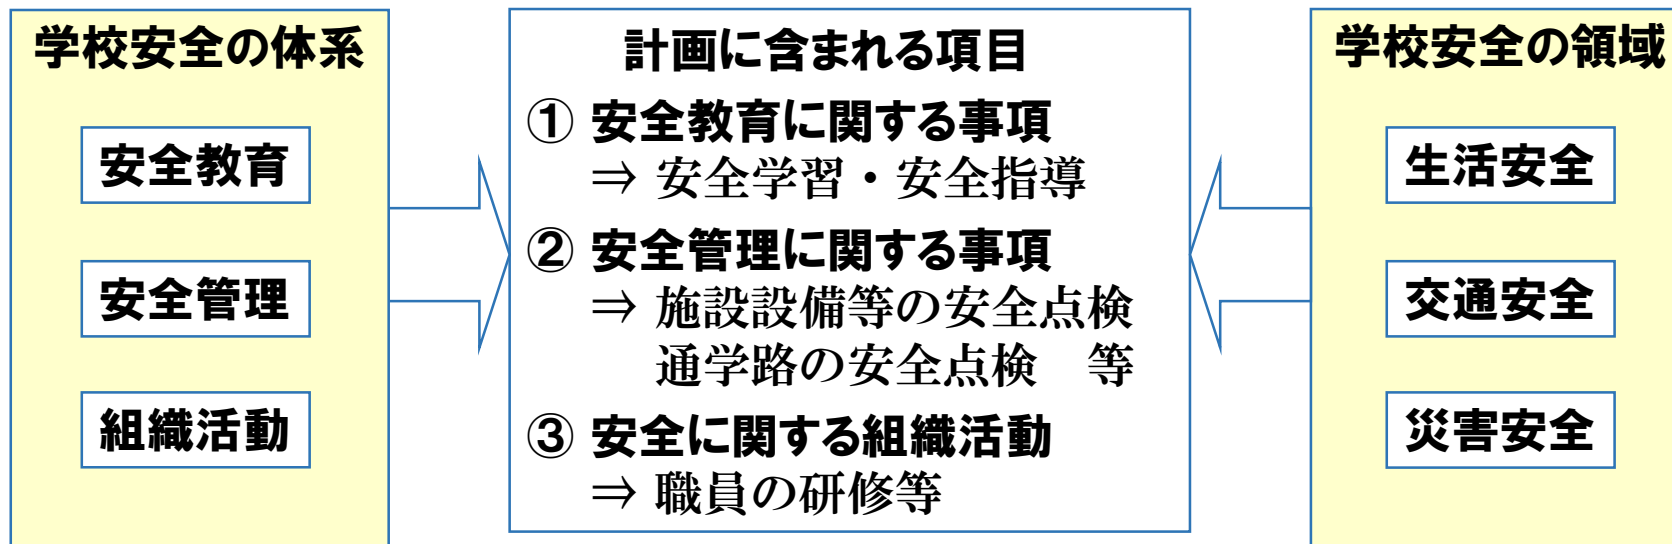 学校安全の体系
安全教育
安全管理
組織活動
計画に含まれる項目
① 安全教育に関する事項
⇒ 安全学習・安全指導
② 安全管理に関する事項
⇒ 施設設備等の安全点検
通学路の安全点検　等
③ 安全に関する組織活動
⇒ 職員の研修等
学校安全の領域
生活安全
交通安全
災害安全